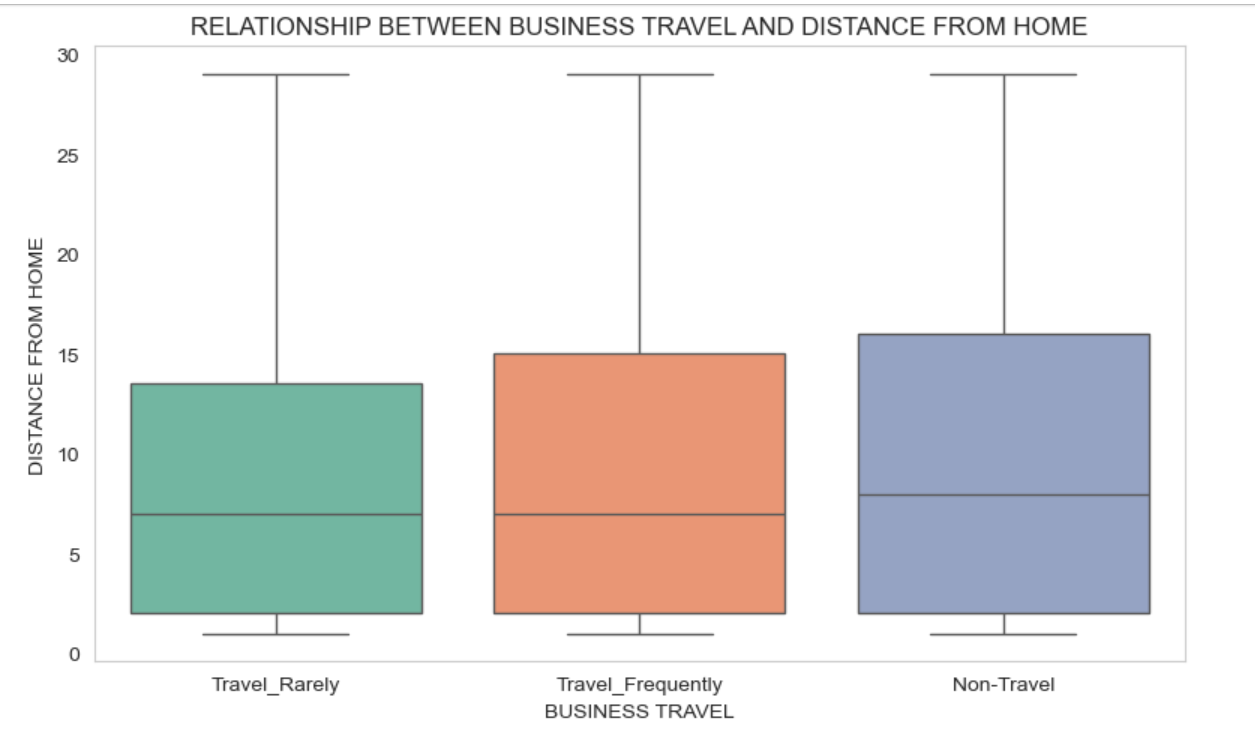 RELATIONSHIP BETWEEN BUSINESS TRAVEL AND DISTANCE FROM HOME
30
25
20
15
10
5
0
DISTANCE FROM HOME
Travel_Rarely Travel_Frequently Non-Travel
BUSINESS TRAVEL